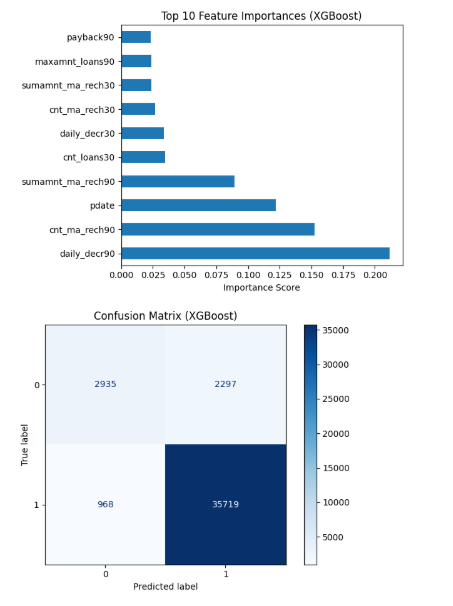 Top 10 Feature Importances (XGBoost)
payback90
maxamnt_loans90
sumamnt_ma_rech30
cnt_ma_rech30
daily_decr30
cnt_loans30
sumamnt_ma_rech90
pdate
cnt_ma_rech90
daily_decr90
0.000 0.025 0.050 0.075 0.100 0.125 0.150 0.175 0.200
Importance Score
Confusion Matrix (XGBoost)
35000
30000
25000
20000
15000
10000
5000
True label
0 2935 2297
1 968 35719
0 1
Predicted label